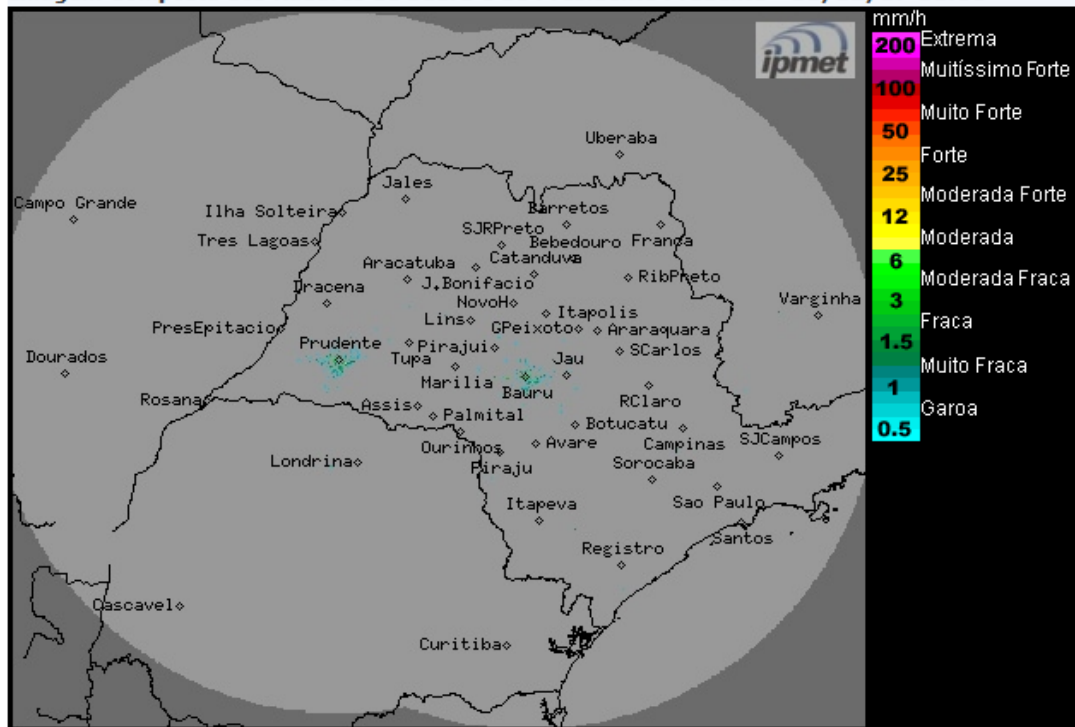 mm/h
ipmet
200 Extrema
Muitíssimo Forte
100
Muito Forte
50
Forte
25
Moderada Forte
12
Moderada
6
Moderada Fraca
3
Fraca
1.5
Muito Fraca
1
Garoa
0.5
Uberaba
Jales
Campo Grande
Ilha Solteira
Barretos
SJRPreto
Tres Lagoas
Bebedouro
Franca
Aracatuba
Catanduva
RibPreto
Dracena
J.Bonifacio
Varginha
NovoH
Itapolis
Lins
GPeixoto
Araraquara
PresEpitacio
Prudente
Pirajui
SCarlos
Dourados
Tupa
Jau
Marilia
Bauru
Rosana
Assis
RClaro
Palmital
Botucatu
Ourinhos
Avare
Campinas
SJCampos
Londrina
Piraju
Sorocaba
Itapeva
Sao Paulo
Santos
Registro
Cascavel
Curitiba